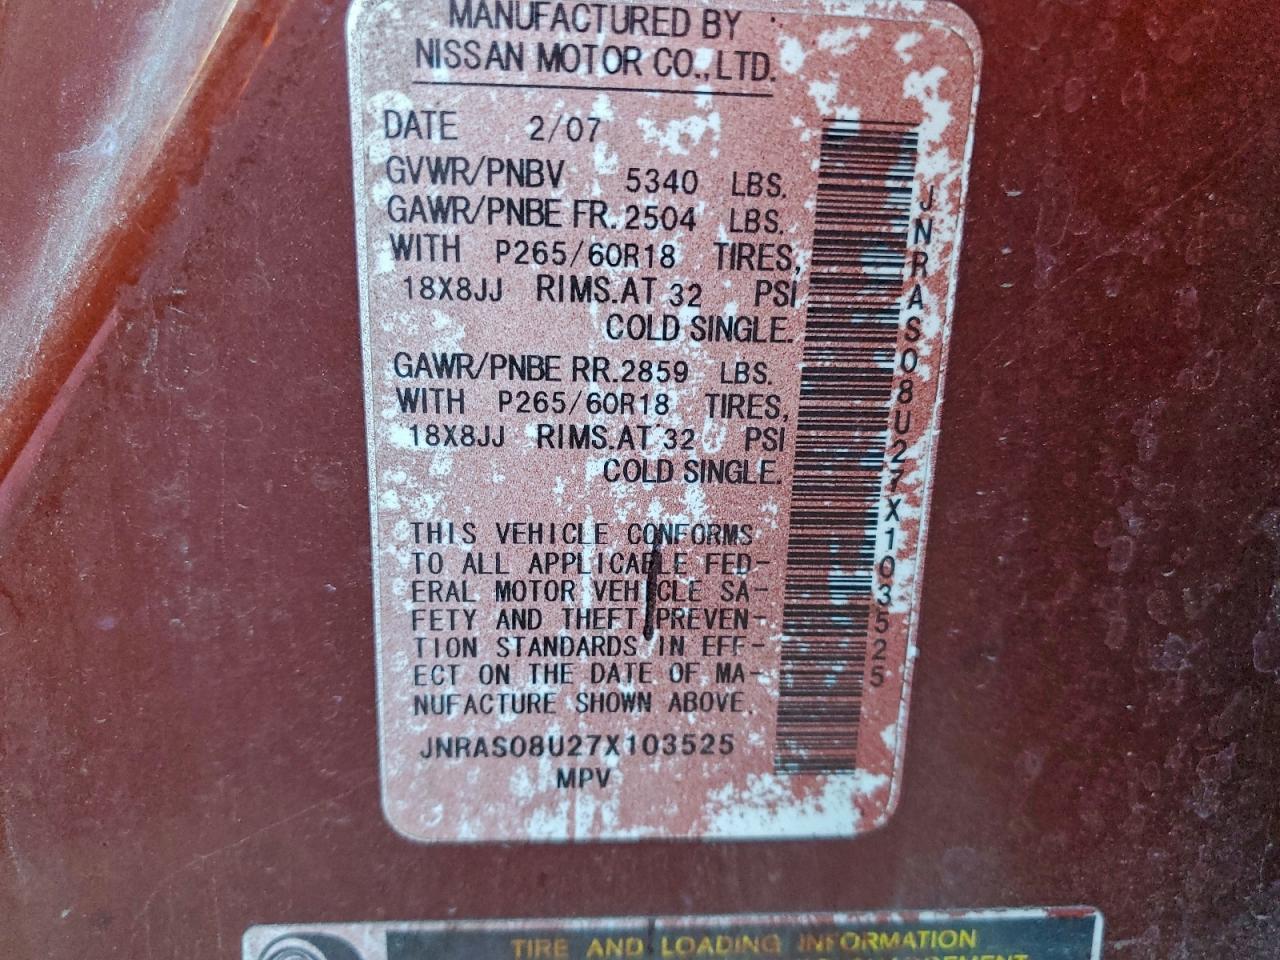 MANUFACTURED BY
NISSAN MOTOR CO.,LTD.
DATE 2/07
GVWR/PNBV 5340 LBS.
GAWR/PNBE FR. 2504 LBS.
WITH P265/60R18 TIRES,
18X8JJ RIMS.AT 32 PSI
COLD SINGLE.
GAWR/PNBE RR. 2859 LBS.
WITH P265/60R18 TIRES,
18X8JJ RIMS.AT 32 PSI
COLD SINGLE.
THIS VEHICLE CONFORMS
TO ALL APPLICABLE FED-
ERAL MOTOR VEHICLE SA-
FETY AND THEFT PREVEN-
TION STANDARDS IN EFF-
ECT ON THE DATE OF MA-
NUFACTURE SHOWN ABOVE.
JNRAS08U27X103525
MPV
JNRAS08U27X103525
TIRE AND LOADING INFORMATION